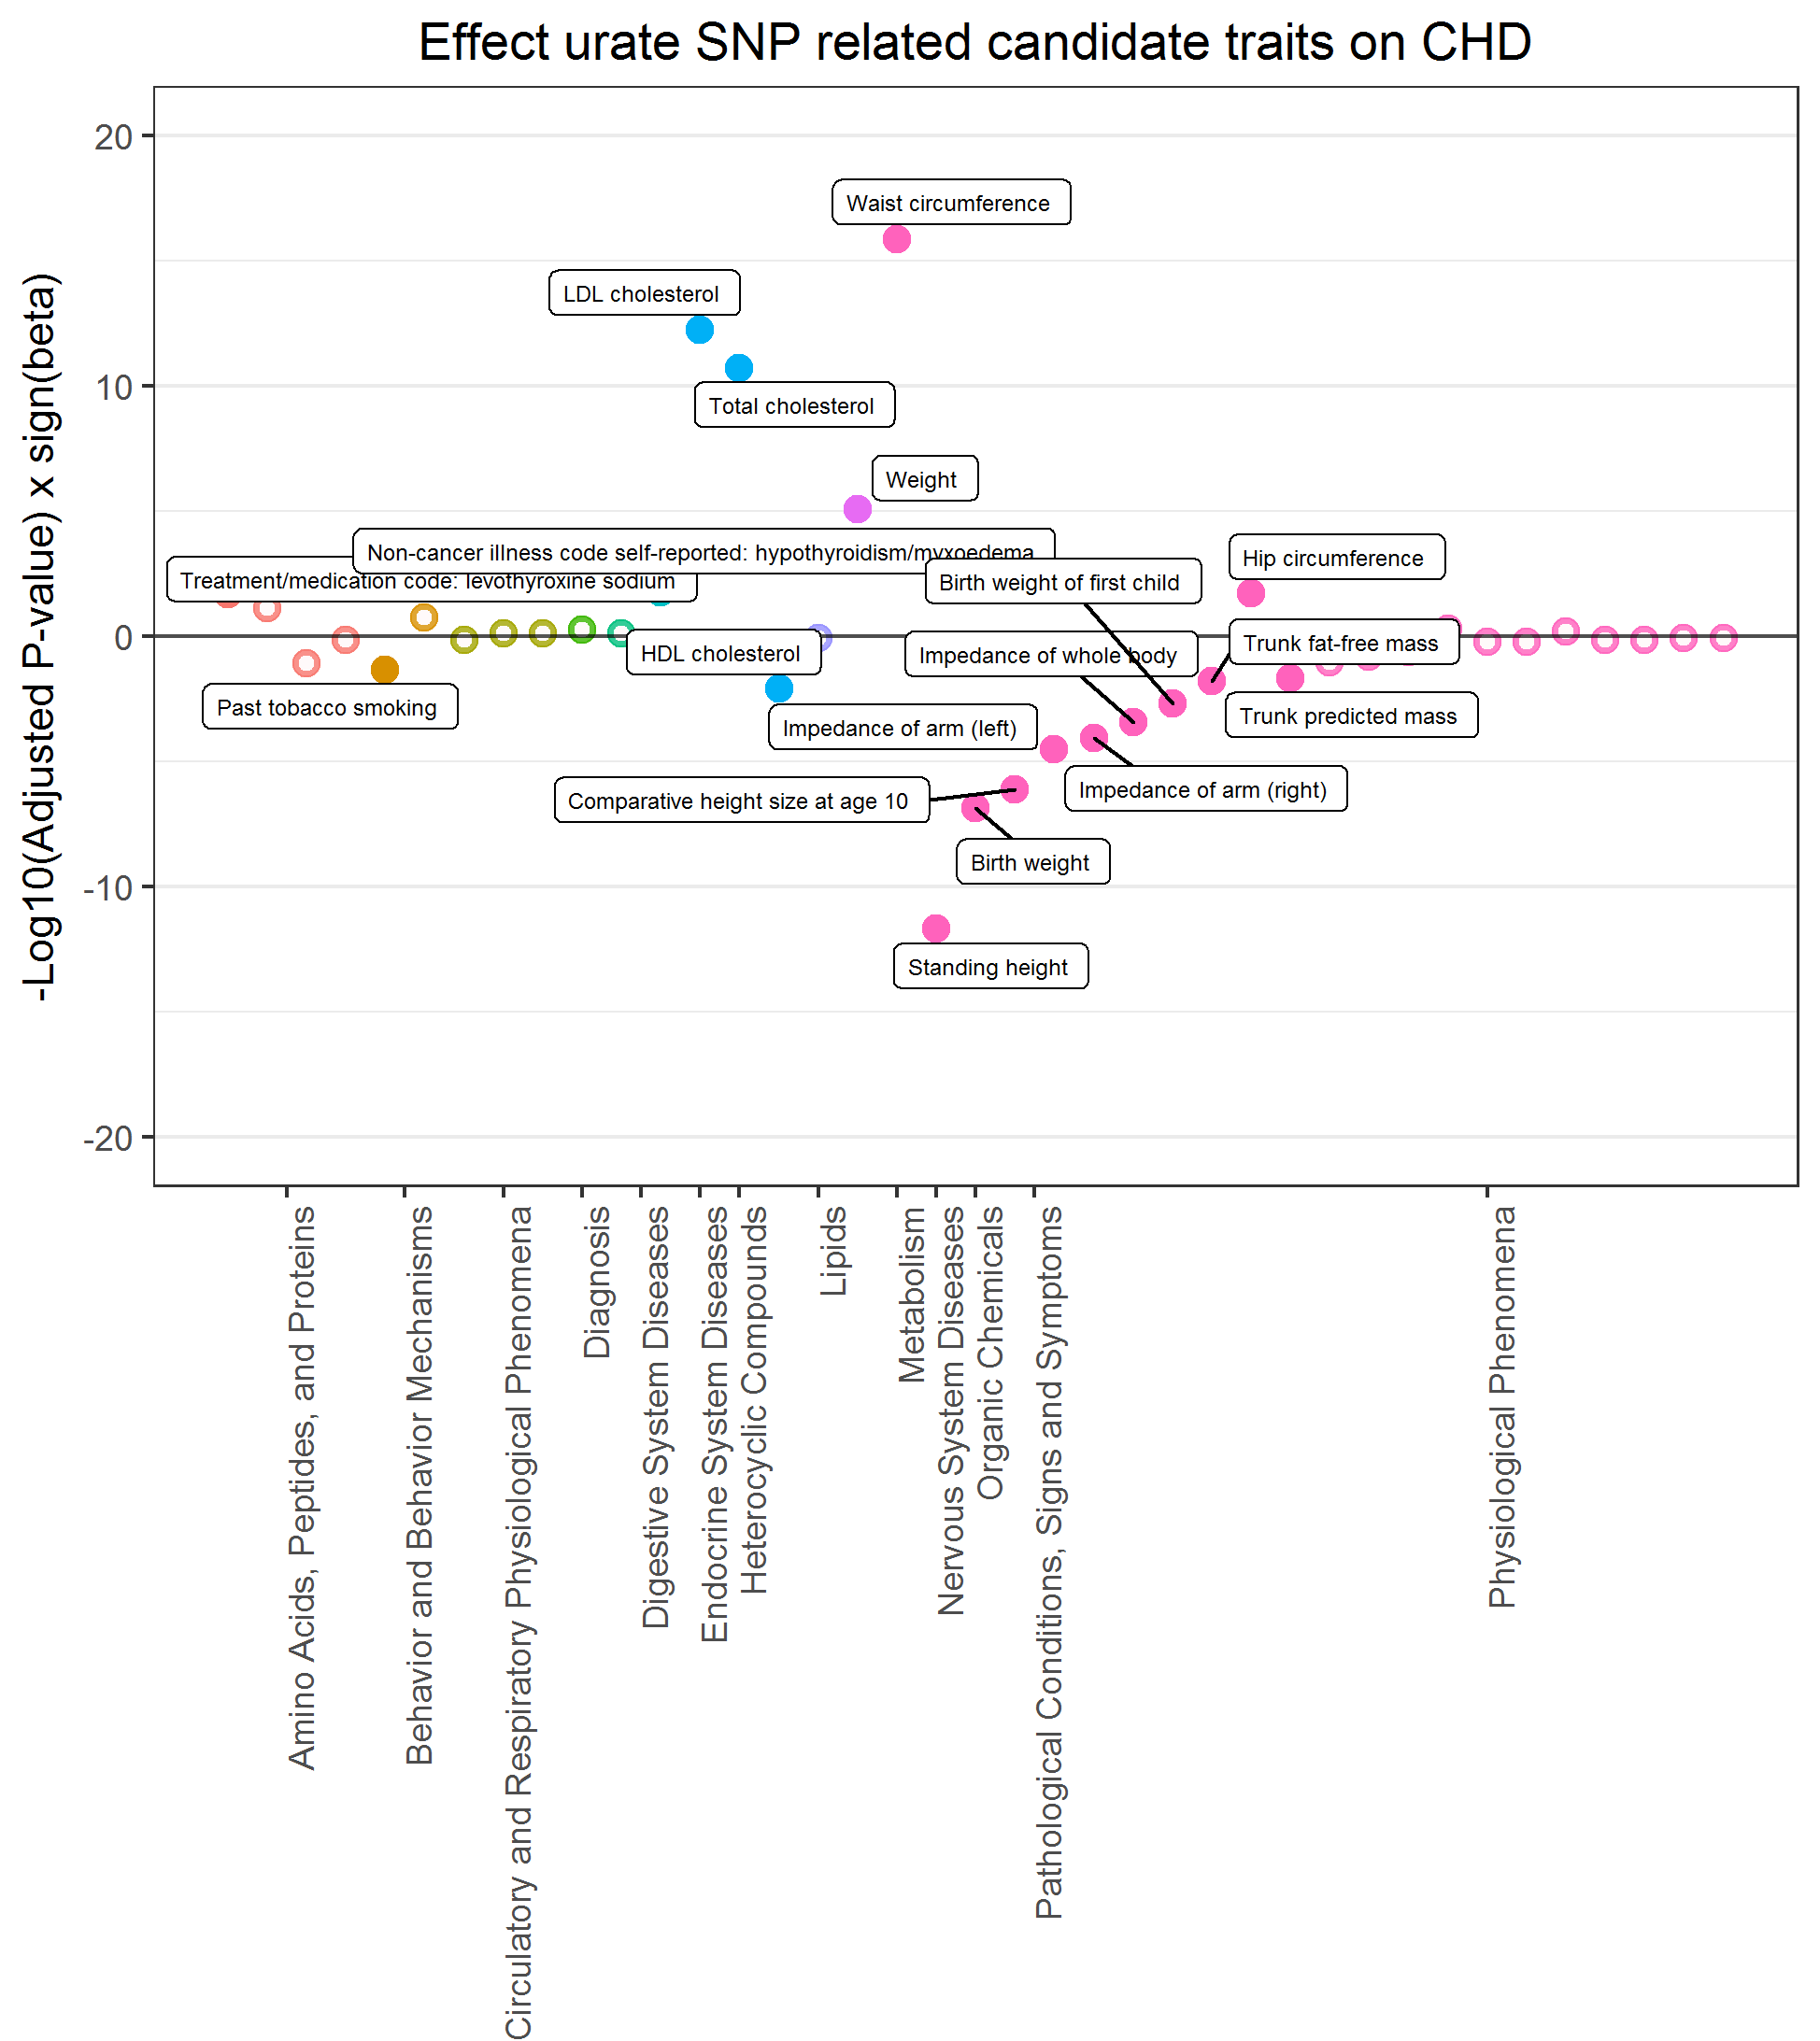 Effect urate SNP related candidate traits on CHD
-Log10(Adjusted P-value) x sign(beta)
20
10
0
-10
-20
Waist circumference
LDL cholesterol
Total cholesterol
Weight
Non-cancer illness code self-reported: hypothyroidism/myxoedema
Treatment/medication code: levothyroxine sodium
Hip circumference
Birth weight of first child
HDL cholesterol
Impedance of whole body
Trunk fat-free mass
Past tobacco smoking
Trunk predicted mass
Impedance of arm (left)
Impedance of arm (right)
Comparative height size at age 10
Birth weight
Standing height
Amino Acids, Peptides, and Proteins
Behavior and Behavior Mechanisms
Circulatory and Respiratory Physiological Phenomena
Diagnosis
Digestive System Diseases
Endocrine System Diseases
Heterocyclic Compounds
Lipids
Metabolism
Nervous System Diseases
Organic Chemicals
Pathological Conditions, Signs and Symptoms
Physiological Phenomena